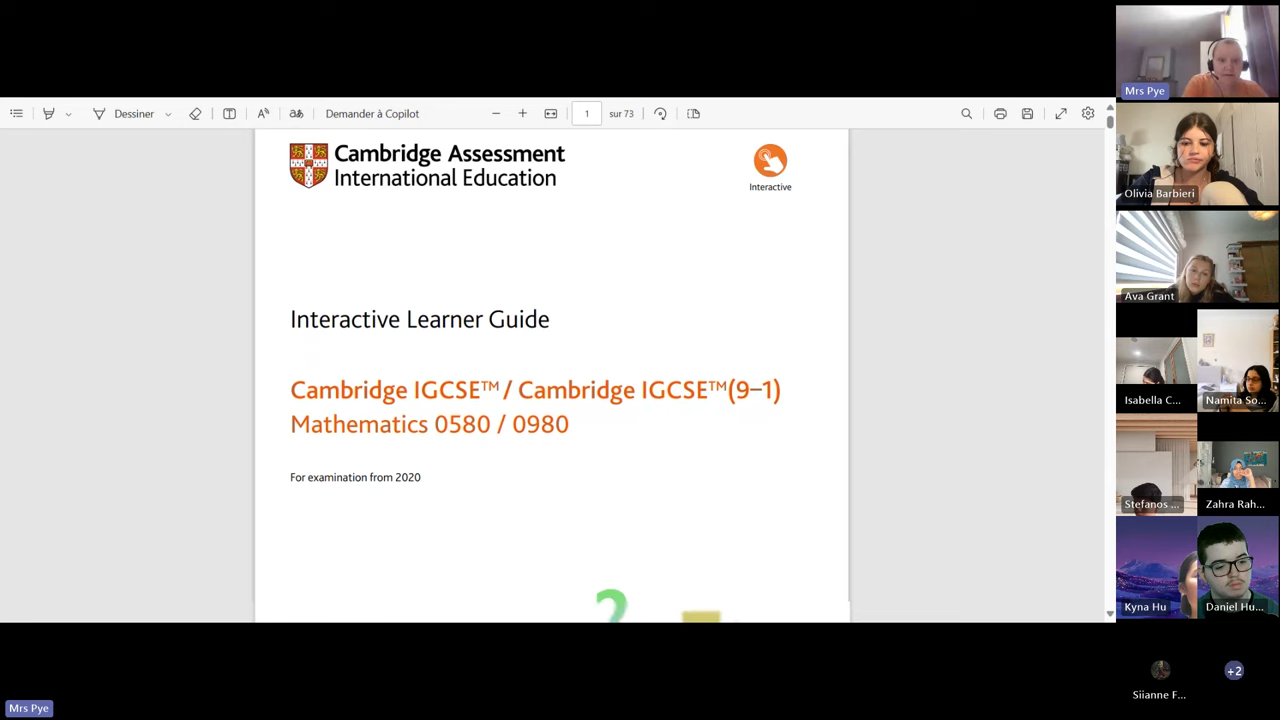 Dessiner
Demander à Copilot
1
sur 73
Cambridge Assessment
International Education
Interactive
Interactive Learner Guide
Cambridge IGCSE™ / Cambridge IGCSE™(9–1)
Mathematics 0580 / 0980
For examination from 2020
Mrs Pye
Olivia Barbieri
Ava Grant
Isabella C...
Namita So...
Stefanos ...
Zahra Rah...
Kyna Hu
Daniel Hu...
Siianne F...
+2
Mrs Pye